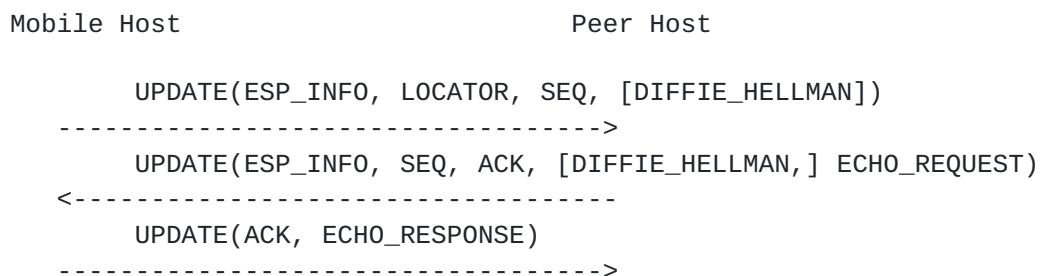 Mobile Host                         Peer Host
UPDATE(ESP_INFO, LOCATOR, SEQ, [DIFFIE_HELLMAN])
----------------------------------->
UPDATE(ESP_INFO, SEQ, ACK, [DIFFIE_HELLMAN,] ECHO_REQUEST)
<-----------------------------------
UPDATE(ACK, ECHO_RESPONSE)
----------------------------------->